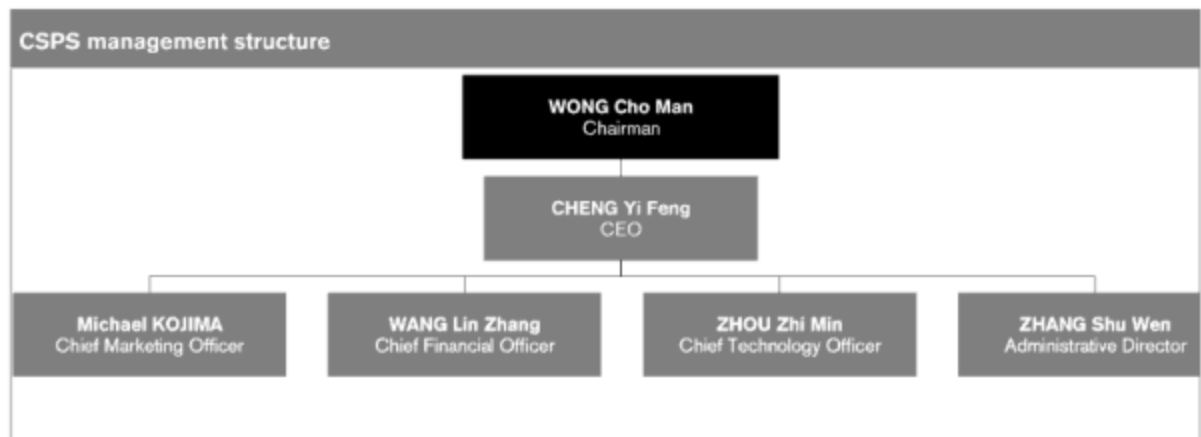 CSPS management structure
WONG Cho Man
Chairman
CHENG Yi Feng
CEO
Michael KOJIMA
Chief Marketing Officer
WANG Lin Zhang
Chief Financial Officer
ZHOU Zhi Min
Chief Technology Officer
ZHANG Shu Wen
Administrative Director